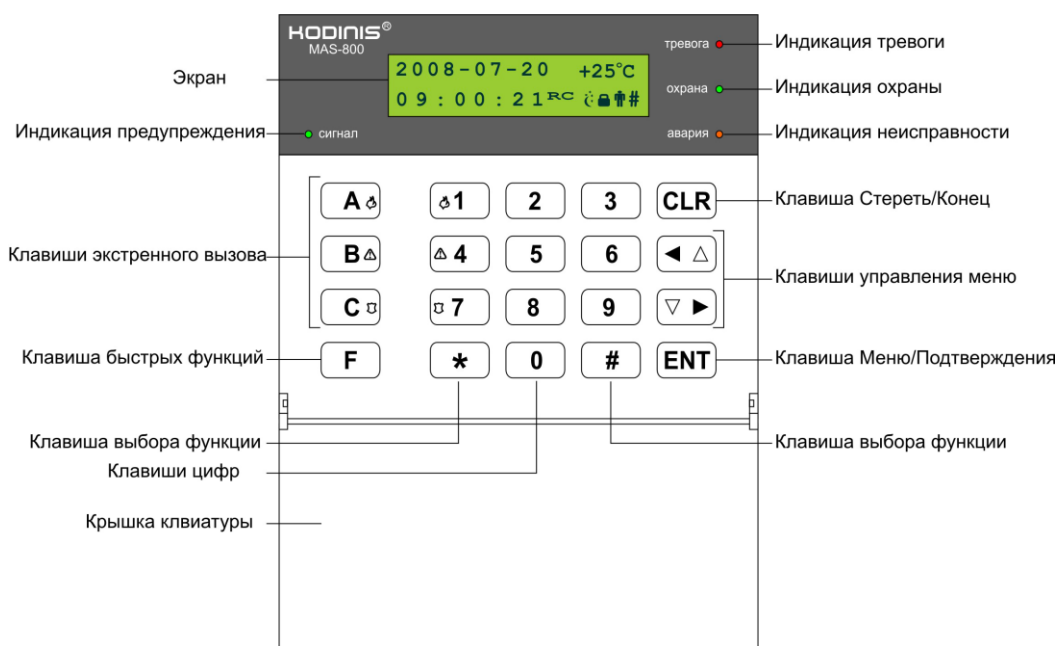 KODINIS®
MAS-800
тревога
Индикация тревоги
Экран
2008-07-20 +25°C
09:00:21RC #
охрана
Индикация охраны
Индикация предупреждения
сигнал
авария
Индикация неисправности
A 1 2 3 CLR
Клавиша Стереть/Конец
Клавиши экстренного вызова
B 4 5 6 ◀ △
Клавиши управления меню
C 7 8 9 ▽ ▶
Клавиша быстрых функций
F * 0 # ENT
Клавиша Меню/Подтверждения
Клавиша выбора функции
Клавиша выбора функции
Клавиши цифр
Крышка клвиатуры